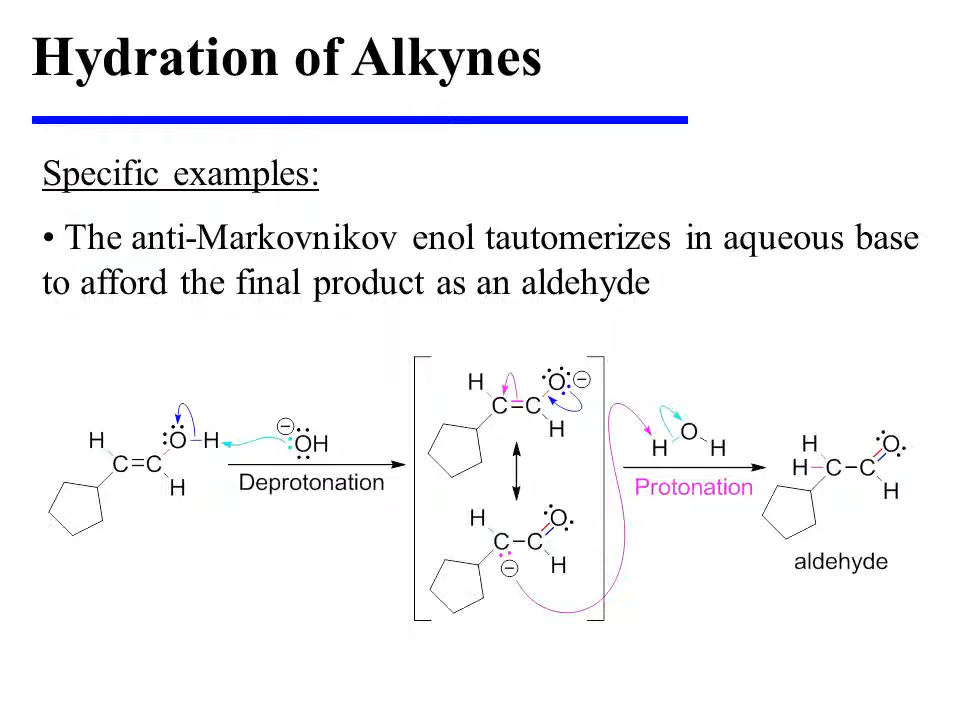 Hydration of Alkynes
Specific examples:
• The anti-Markovnikov enol tautomerizes in aqueous base
to afford the final product as an aldehyde
H O H
C=C
H
− OH
Deprotonation
H O −
C=C
H
H O
C–C
− H
O
H H
Protonation
H O
H–C–C
H
aldehyde